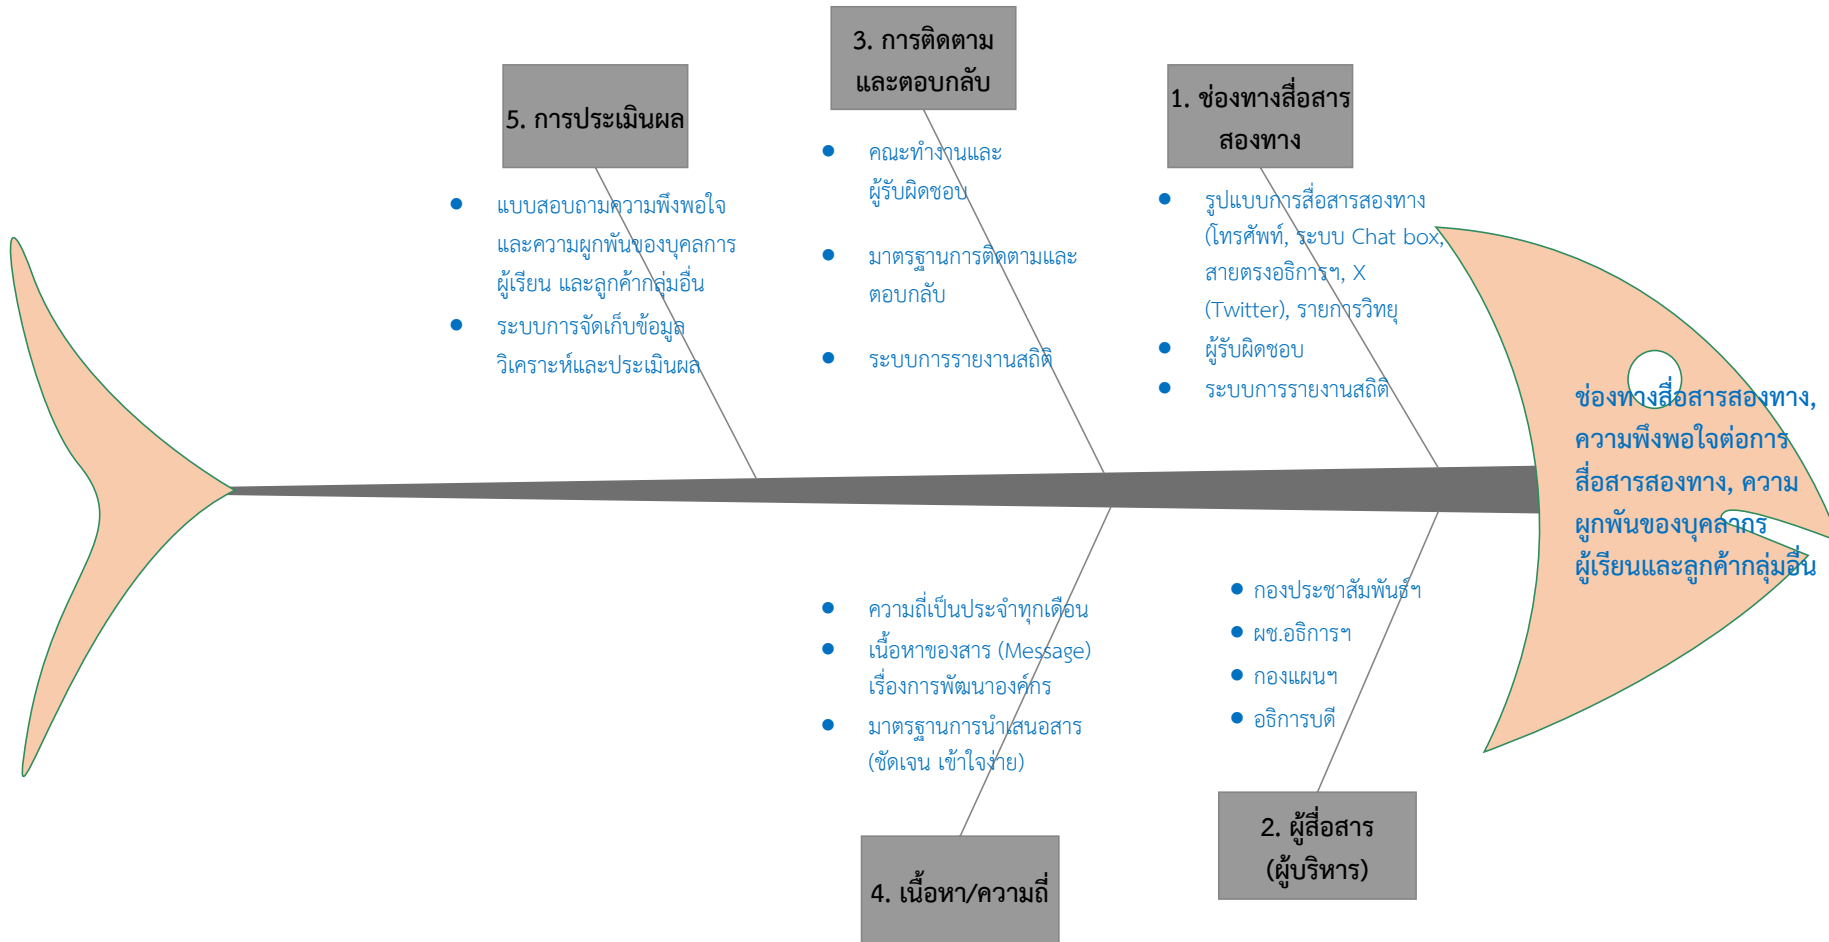 3. การติดตาม
และตอบกลับ
5. การประเมินผล
1. ช่องทางสื่อสาร
สองทาง
แบบสอบถามความพึงพอใจ
และความผูกพันของบุคลการ
ผู้เรียน และลูกค้ากลุ่มอื่น
ระบบการจัดเก็บข้อมูล
วิเคราะห์และประเมินผล
คณะทำงานและ
ผู้รับผิดชอบ
มาตรฐานการติดตามและ
ตอบกลับ
ระบบการรายงานสถิติ
รูปแบบการสื่อสารสองทาง
(โทรศัพท์, ระบบ Chat box,
สายตรงอธิการฯ, X
(Twitter), รายการวิทยุ
ผู้รับผิดชอบ
ระบบการรายงานสถิติ
ช่องทางสื่อสารสองทาง,
ความพึงพอใจต่อการ
สื่อสารสองทาง, ความ
ผูกพันของบุคลากร
ผู้เรียนและลูกค้ากลุ่มอื่น
ความถี่เป็นประจำทุกเดือน
เนื้อหาของสาร (Message)
เรื่องการพัฒนาองค์กร
มาตรฐานการนำเสนอสาร
(ชัดเจน เข้าใจง่าย)
กองประชาสัมพันธ์ฯ
ผช.อธิการฯ
กองแผนฯ
อธิการบดี
4. เนื้อหา/ความถี่
2. ผู้สื่อสาร
(ผู้บริหาร)